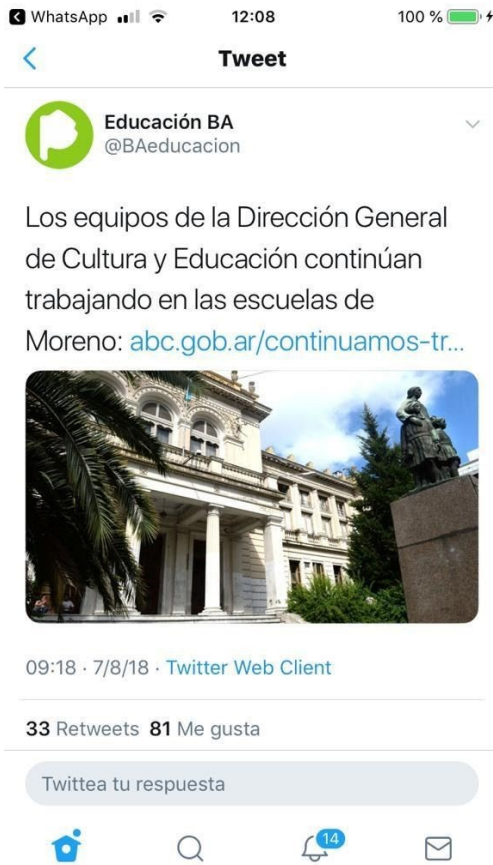 WhatsApp 12:08 100 %
Tweet
Educación BA
@BAeducacion
Los equipos de la Dirección General
de Cultura y Educación continúan
trabajando en las escuelas de
Moreno: abc.gob.ar/continuamos-tr...
09:18 · 7/8/18 · Twitter Web Client
33 Retweets 81 Me gusta
Twittea tu respuesta
14